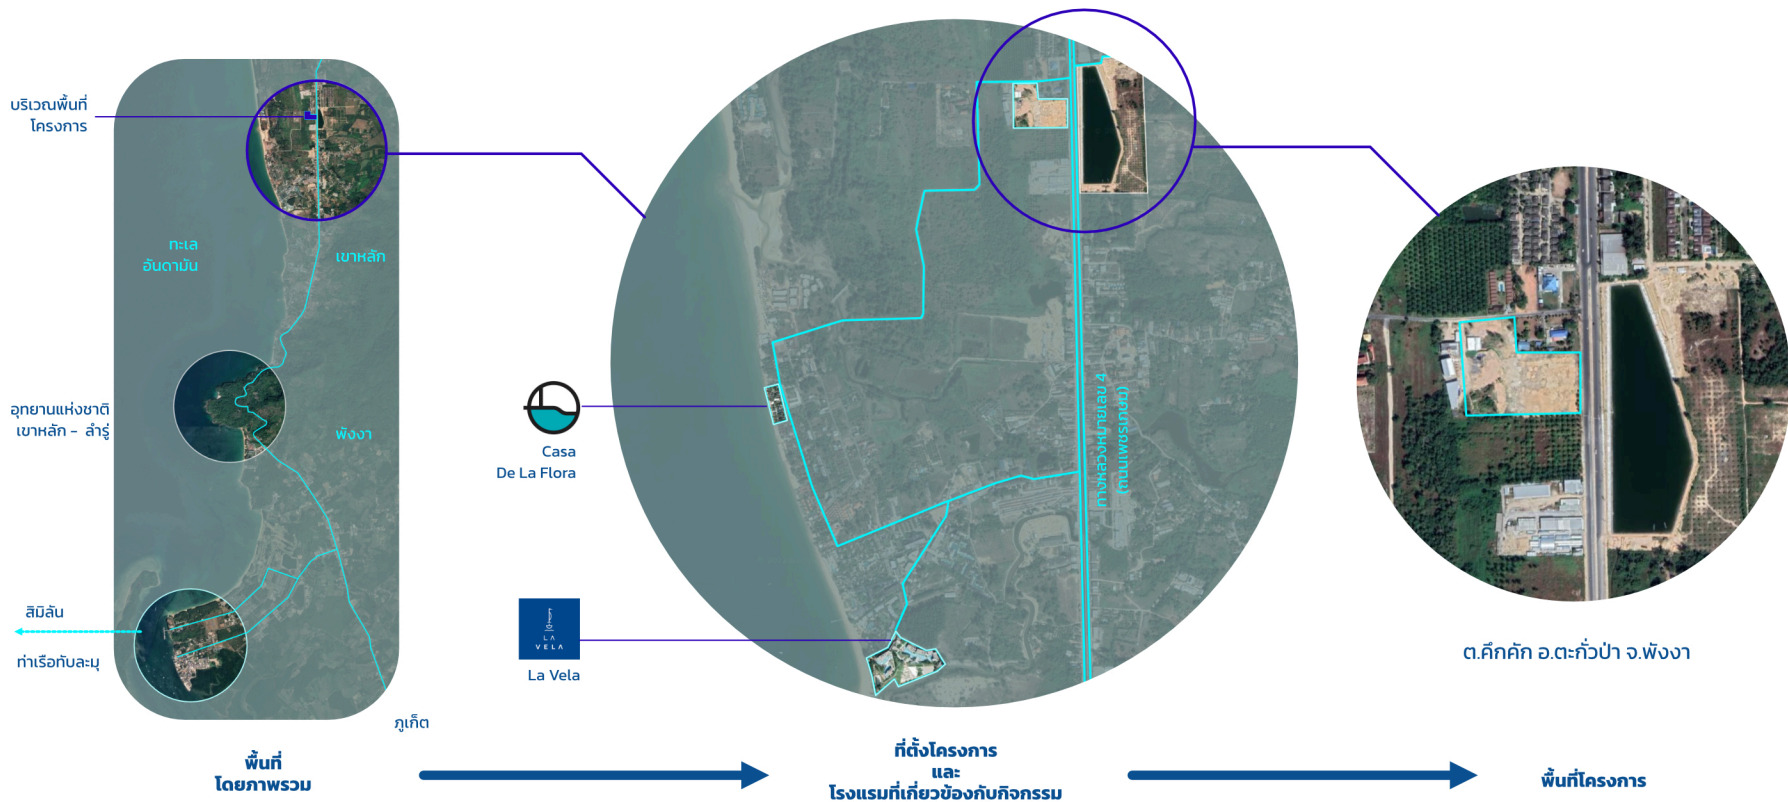 บริเวณพื้นที่
โครงการ
ทะเล
อันดามัน
เขาหลัก
อุทยานแห่งชาติ
เขาหลัก - ลำรู่
พังงา
สิมิลัน
ท่าเรือทับละมุ
ภูเก็ต
พื้นที่
โดยภาพรวม
Casa
De La Flora
LA
VELA
La Vela
ทางหลวงหมายเลข 4
(ถนนเพชรเกษม)
ที่ตั้งโครงการ
และ
โรงแรมที่เกี่ยวข้องกับกิจกรรม
ต.คึกคัก อ.ตะกั่วป่า จ.พังงา
พื้นที่โครงการ